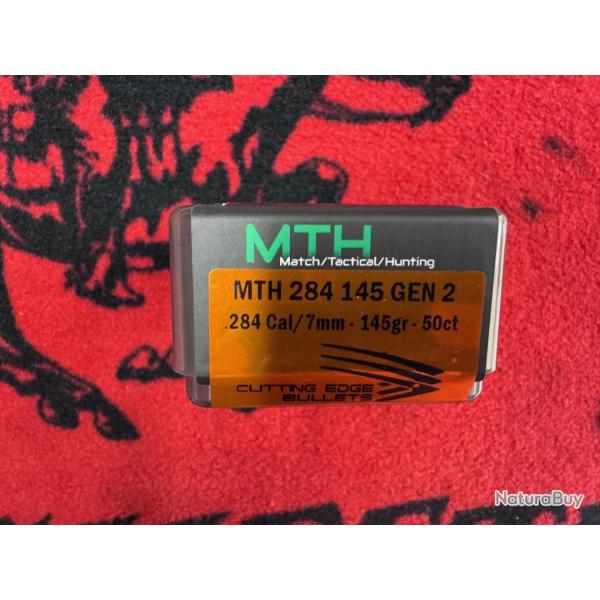 MTH
Match/Tactical/Hunting
MTH 284 145 GEN 2
.284 Cal/7mm - 145gr - 50ct
CUTTING EDGE
BULLETS
NaturaBuy